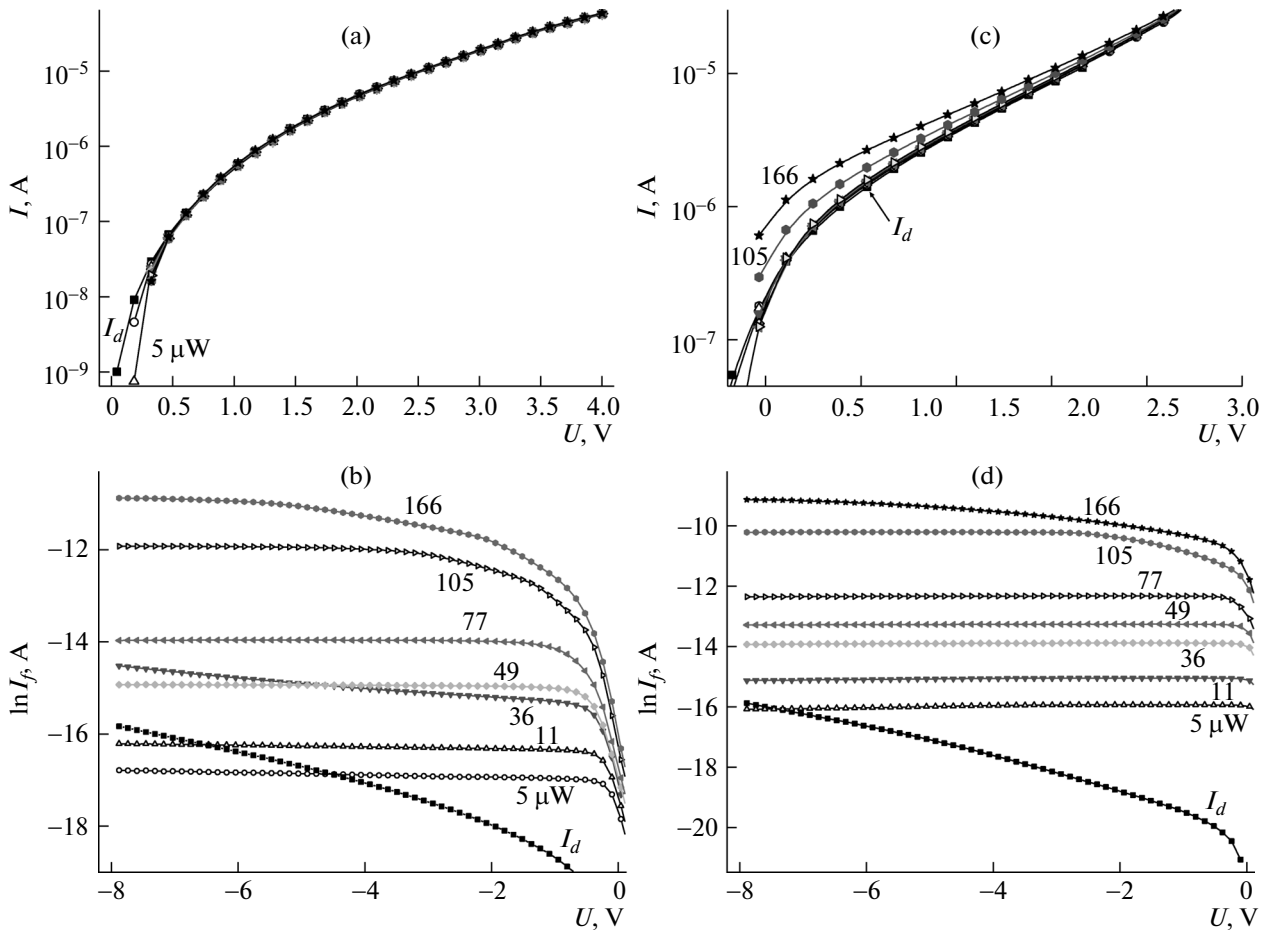 (a)
I, A
10⁻⁵
10⁻⁶
10⁻⁷
10⁻⁸
10⁻⁹
I_d
5 μW
0 0.5 1.0 1.5 2.0 2.5 3.0 3.5 4.0
U, V
(c)
I, A
10⁻⁵
10⁻⁶
10⁻⁷
166
105
I_d
0 0.5 1.0 1.5 2.0 2.5 3.0
U, V
(b)
ln I_f, A
−12
−14
−16
−18
166
105
77
49
36
11
5 μW
I_d
−8 −6 −4 −2 0
U, V
(d)
ln I_f, A
−10
−12
−14
−16
−18
−20
166
105
77
49
36
11
5 μW
I_d
−8 −6 −4 −2 0
U, V